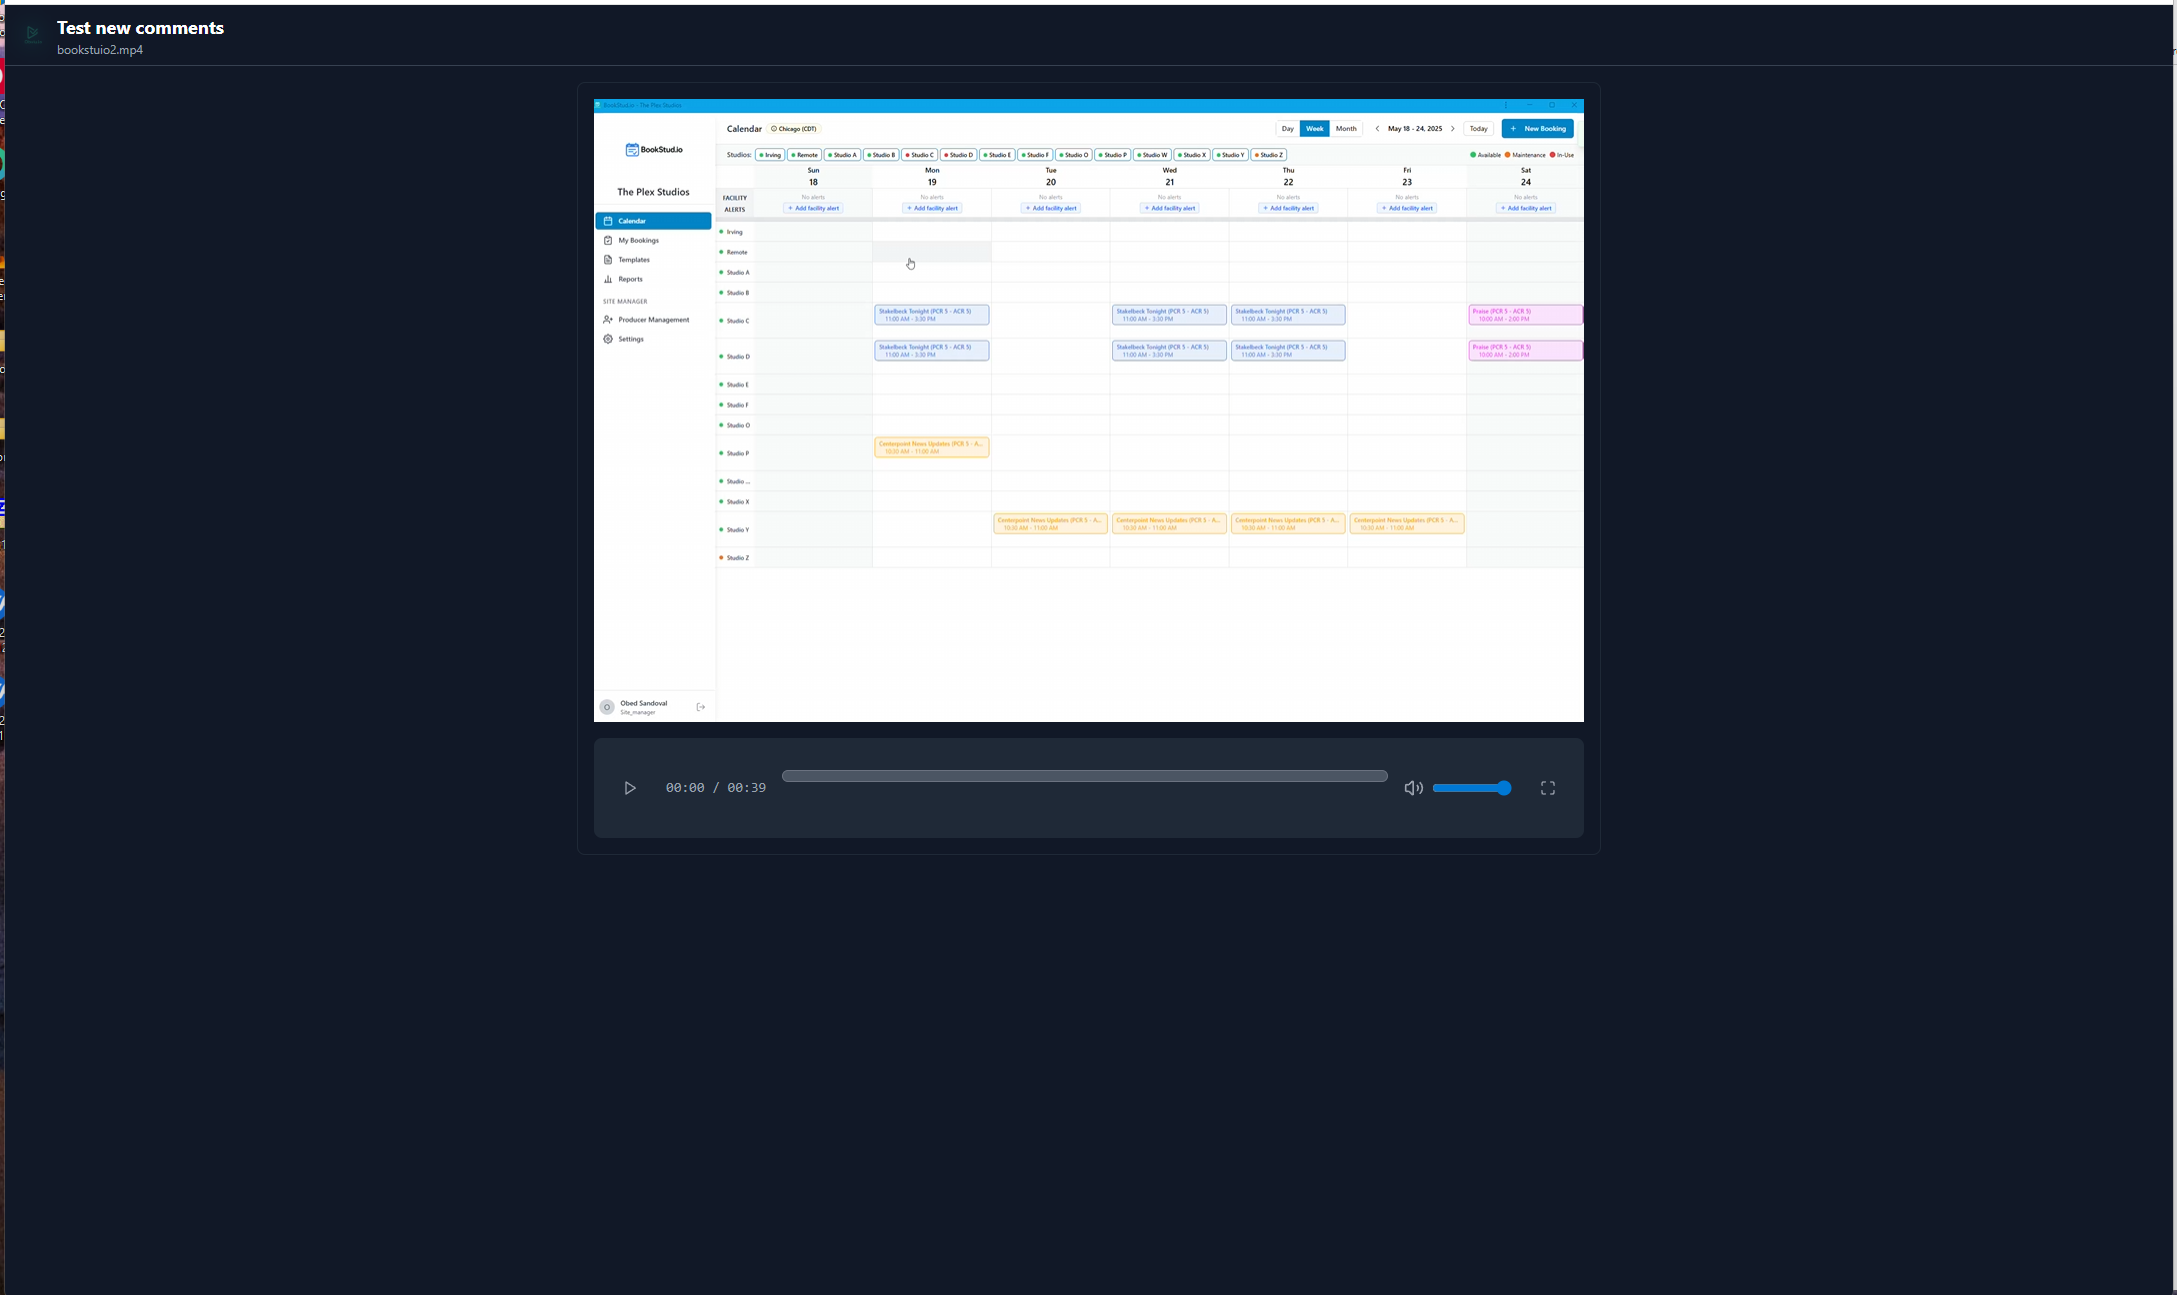 Test new comments
bookstuio2.mp4
BookStud.io - The Plex Studios
BookStud.io
The Plex Studios
Calendar
My Bookings
Templates
Reports
SITE MANAGER
Producer Management
Settings
Obed Sandoval
Site_manager
Calendar Chicago (CDT)
Day Week Month May 18 - 24, 2025 Today + New Booking
Studios: Irving Remote Studio A Studio B Studio C Studio D Studio E Studio F Studio O Studio P Studio W Studio X Studio Y Studio Z
Available Maintenance In-Use
Sun Mon Tue Wed Thu Fri Sat
18 19 20 21 22 23 24
FACILITY ALERTS
No alerts No alerts No alerts No alerts No alerts No alerts No alerts
+ Add facility alert + Add facility alert + Add facility alert + Add facility alert + Add facility alert + Add facility alert + Add facility alert
Irving
Remote
Studio A
Studio B
Studio C
Stakelbeck Tonight (PCR 5 - ACR 5) Stakelbeck Tonight (PCR 5 - ACR 5) Stakelbeck Tonight (PCR 5 - ACR 5) Praise (PCR 5 - ACR 5)
11:00 AM - 3:30 PM 11:00 AM - 3:30 PM 11:00 AM - 3:30 PM 10:00 AM - 2:00 PM
Studio D
Stakelbeck Tonight (PCR 5 - ACR 5) Stakelbeck Tonight (PCR 5 - ACR 5) Stakelbeck Tonight (PCR 5 - ACR 5) Praise (PCR 5 - ACR 5)
11:00 AM - 3:30 PM 11:00 AM - 3:30 PM 11:00 AM - 3:30 PM 10:00 AM - 2:00 PM
Studio E
Studio F
Studio O
Studio P
Centerpoint News Updates (PCR 5 - A...
10:30 AM - 11:00 AM
Studio ...
Studio X
Studio Y
Centerpoint News Updates (PCR 5 - A... Centerpoint News Updates (PCR 5 - A... Centerpoint News Updates (PCR 5 - A... Centerpoint News Updates (PCR 5 - A...
10:30 AM - 11:00 AM 10:30 AM - 11:00 AM 10:30 AM - 11:00 AM 10:30 AM - 11:00 AM
Studio Z
00:00 / 00:39